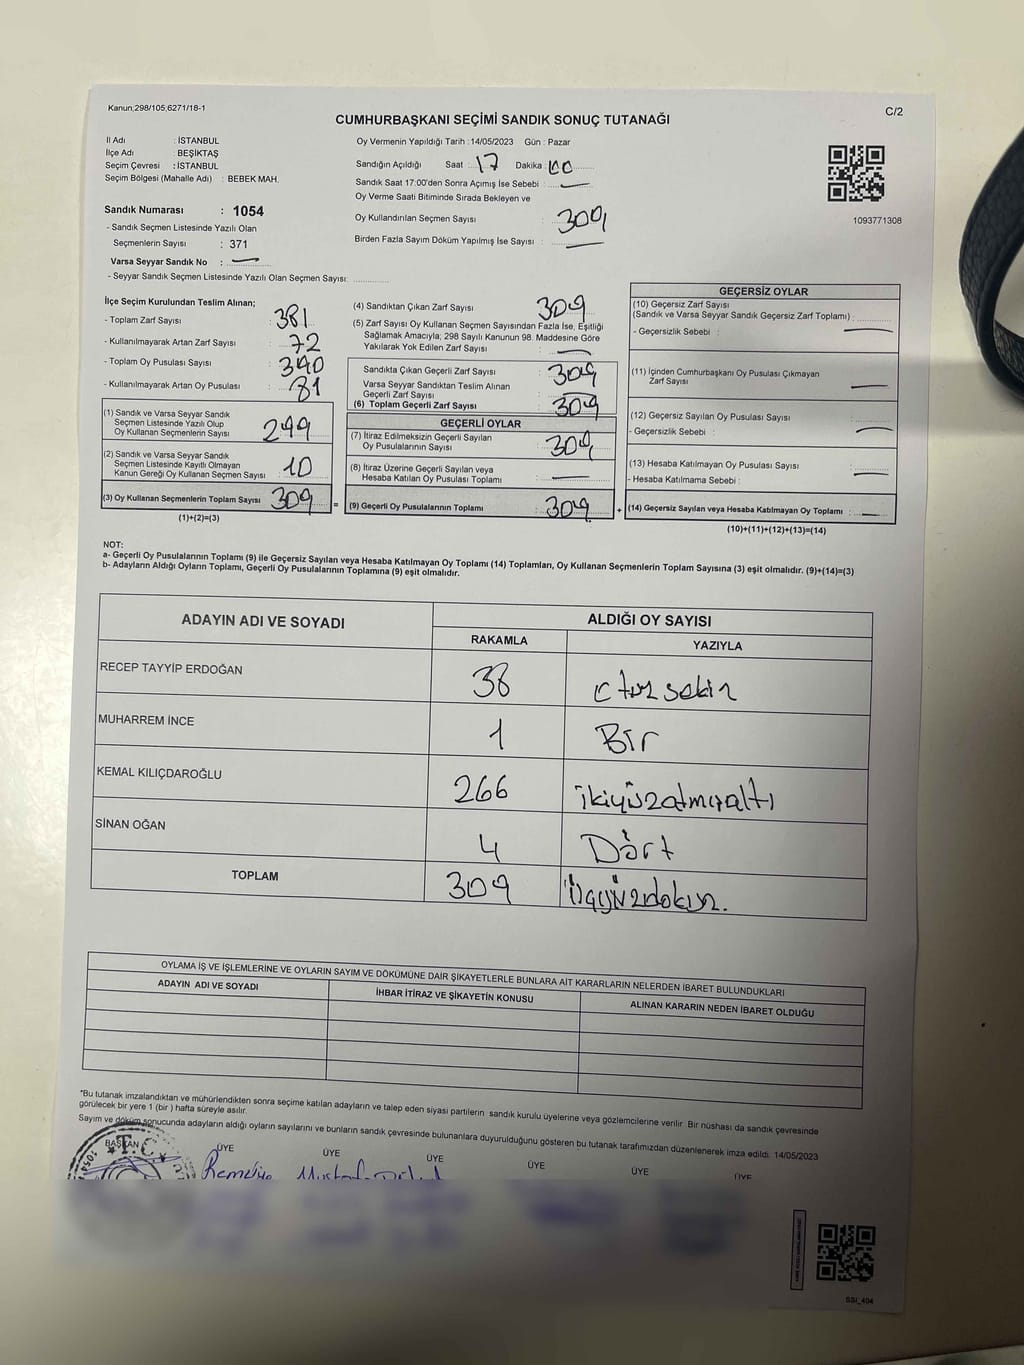 Kanun;298/105,6271/18-1
C/2
CUMHURBAŞKANI SEÇİMİ SANDIK SONUÇ TUTANAĞI
İl Adı : İSTANBUL
İlçe Adı : BEŞİKTAŞ
Seçim Çevresi : İSTANBUL
Seçim Bölgesi (Mahalle Adı) : BEBEK MAH.
Sandık Numarası : 1054
- Sandık Seçmen Listesinde Yazılı Olan
Seçmenlerin Sayısı : 371
Varsa Seyyar Sandık No : —
- Seyyar Sandık Seçmen Listesinde Yazılı Olan Seçmen Sayısı:
Oy Vermenin Yapıldığı Tarih :14/05/2023 Gün : Pazar
Sandığın Açıldığı Saat : 17 Dakika : 00
Sandık Saat 17:00'den Sonra Açımış İse Sebebi : —
Oy Verme Saati Bitiminde Sırada Bekleyen ve
Oy Kullandırılan Seçmen Sayısı : 309
Birden Fazla Sayım Döküm Yapılmış İse Sayısı : —
1093771308
İlçe Seçim Kurulundan Teslim Alınan;
- Toplam Zarf Sayısı : 381
- Kullanılmayarak Artan Zarf Sayısı : 72
- Toplam Oy Pusulası Sayısı : 390
- Kullanılmayarak Artan Oy Pusulası : 81
(1) Sandık ve Varsa Seyyar Sandık
Seçmen Listesinde Yazılı Olup
Oy Kullanan Seçmenlerin Sayısı 299
(2) Sandık ve Varsa Seyyar Sandık
Seçmen Listesinde Kayıtlı Olmayan
Kanun Gereği Oy Kullanan Seçmen Sayısı : 10
(3) Oy Kullanan Seçmenlerin Toplam Sayısı 309 =
(1)+(2)=(3)
(4) Sandıktan Çıkan Zarf Sayısı 309
(5) Zarf Sayısı Oy Kullanan Seçmen Sayısından Fazla İse, Eşitliği
Sağlamak Amacıyla; 298 Sayılı Kanunun 98. Maddesine Göre
Yakılarak Yok Edilen Zarf Sayısı : —
Sandıkta Çıkan Geçerli Zarf Sayısı : 309
Varsa Seyyar Sandıktan Teslim Alınan
Geçerli Zarf Sayısı :
(6) Toplam Geçerli Zarf Sayısı : 309
GEÇERLİ OYLAR
(7) İtiraz Edilmeksizin Geçerli Sayılan
Oy Pusulalarının Sayısı : 309
(8) İtiraz Üzerine Geçerli Sayılan veya
Hesaba Katılan Oy Pusulası Toplamı : —
(9) Geçerli Oy Pusulalarının Toplamı : 309 +
GEÇERSİZ OYLAR
(10) Geçersiz Zarf Sayısı
(Sandık ve Varsa Seyyar Sandık Geçersiz Zarf Toplamı) :
- Geçersizlik Sebebi : —
(11) İçinden Cumhurbaşkanı Oy Pusulası Çıkmayan
Zarf Sayısı —
(12) Geçersiz Sayılan Oy Pusulası Sayısı
- Geçersizlik Sebebi : —
(13) Hesaba Katılmayan Oy Pusulası Sayısı : —
- Hesaba Katılmama Sebebi :
(14) Geçersiz Sayılan veya Hesaba Katılmayan Oy Toplamı : —
(10)+(11)+(12)+(13)=(14)
NOT:
a- Geçerli Oy Pusulalarının Toplamı (9) ile Geçersiz Sayılan veya Hesaba Katılmayan Oy Toplamı (14) Toplamları, Oy Kullanan Seçmenlerin Toplam Sayısına (3) eşit olmalıdır. (9)+(14)=(3)
b- Adayların Aldığı Oyların Toplamı, Geçerli Oy Pusulalarının Toplamına (9) eşit olmalıdır.
ADAYIN ADI VE SOYADI
ALDIĞI OY SAYISI
RAKAMLA YAZIYLA
RECEP TAYYİP ERDOĞAN 38 otuz sekiz
MUHARREM İNCE 1 Bir
KEMAL KILIÇDAROĞLU 266 ikiyüzatmışaltı
SİNAN OĞAN 4 Dört
TOPLAM 309 üçyüzdokuz.
OYLAMA İŞ VE İŞLEMLERİNE VE OYLARIN SAYIM VE DÖKÜMÜNE DAİR ŞİKAYETLERLE BUNLARA AİT KARARLARIN NELERDEN İBARET BULUNDUKLARI
ADAYIN ADI VE SOYADI İHBAR İTİRAZ VE ŞİKAYETİN KONUSU ALINAN KARARIN NEDEN İBARET OLDUĞU
*Bu tutanak imzalandıktan ve mühürlendikten sonra seçime katılan adayların ve talep eden siyasi partilerin sandık kurulu üyelerine veya gözlemcilerine verilir. Bir nüshası da sandık çevresinde
görülecek bir yere 1 (bir ) hafta süreyle asılır.
Sayım ve döküm sonucunda adayların aldığı oyların sayılarını ve bunların sandık çevresinde bulunanlara duyurulduğunu gösteren bu tutanak tarafımızdan düzenlenerek imza edildi. 14/05/2023
BAŞKAN ÜYE ÜYE ÜYE ÜYE ÜYE ÜYE
T.C.
SSI_404